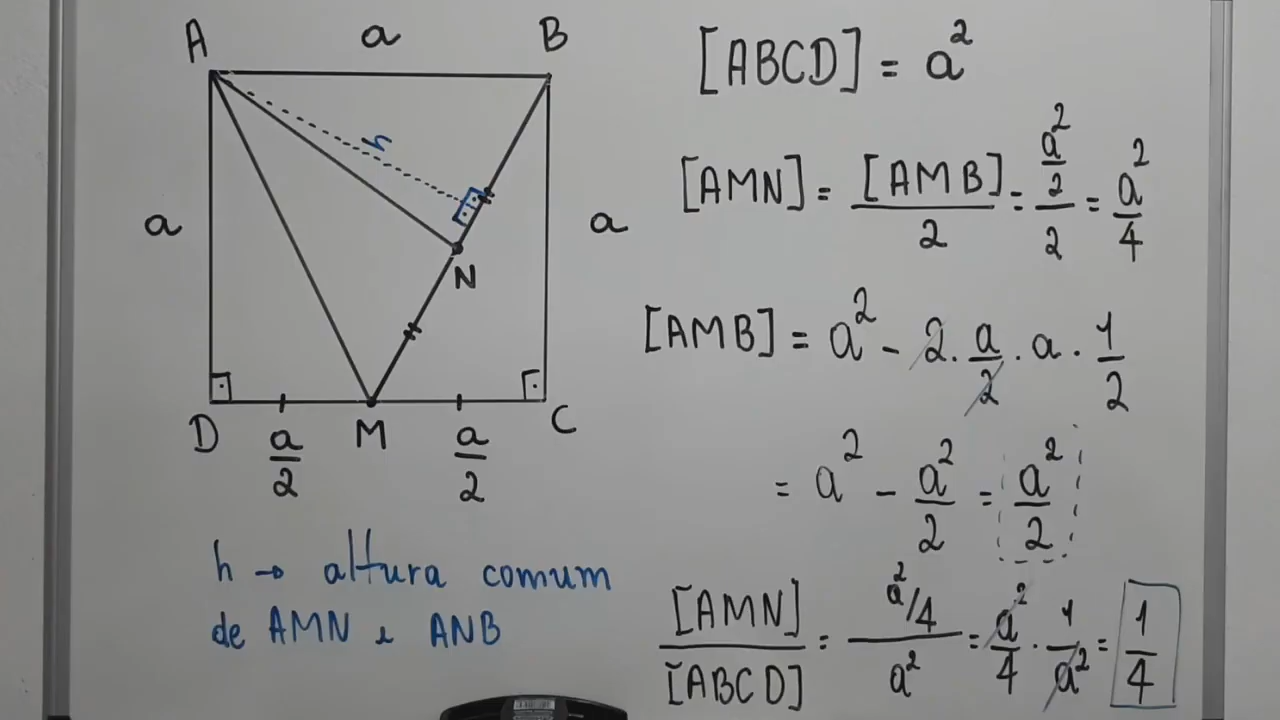 A a B
h
a a
N
D a/2 M a/2 C
h → altura comum
de AMN e ANB
[ABCD] = a²
[AMN] = [AMB]/2 = (a²/2)/2 = a²/4
[AMB] = a² - 2 . a/2 . a . 1/2
= a² - a²/2 = a²/2
[AMN]/[ABCD] = (a²/4)/a² = a²/4 . 1/a² = 1/4